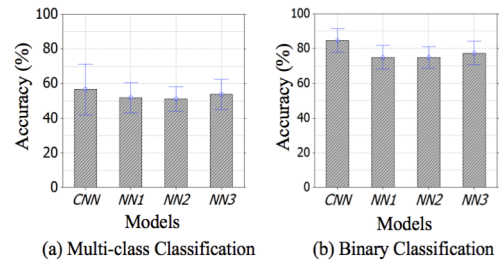 100
80
60
40
20
0
Accuracy (%)
CNN NN1 NN2 NN3
Models
(a) Multi-class Classification
100
80
60
40
20
0
Accuracy (%)
CNN NN1 NN2 NN3
Models
(b) Binary Classification